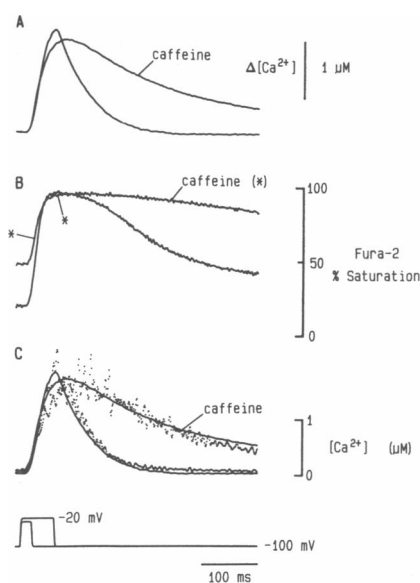 A
caffeine
Δ[Ca²⁺]
1 µM
B
caffeine (*)
100
*
*
50
Fura-2
% Saturation
0
C
caffeine
1
[Ca²⁺] (µM)
0
-20 mV
-100 mV
100 ms